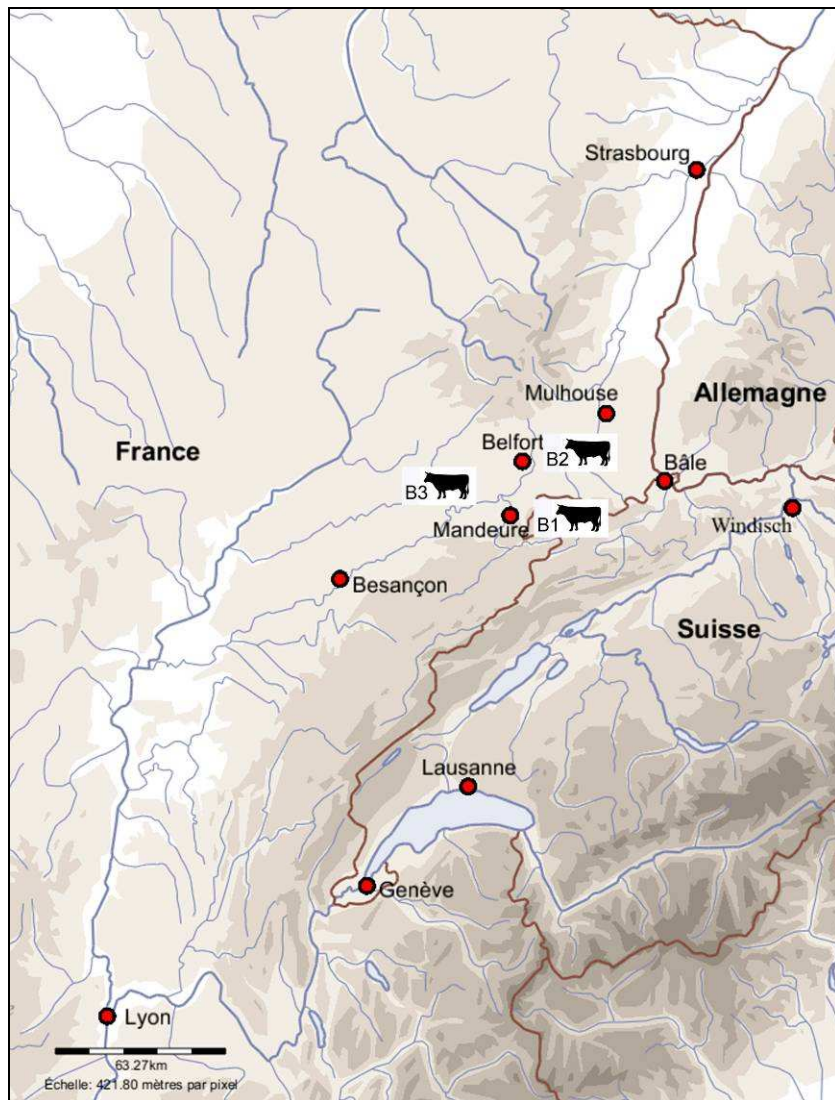 Strasbourg
Mulhouse
Allemagne
France
Belfort
B2
Bâle
B3
Mandeure
B1
Windisch
Besançon
Suisse
Lausanne
Genève
Lyon
63.27km
Échelle: 421.80 mètres par pixel